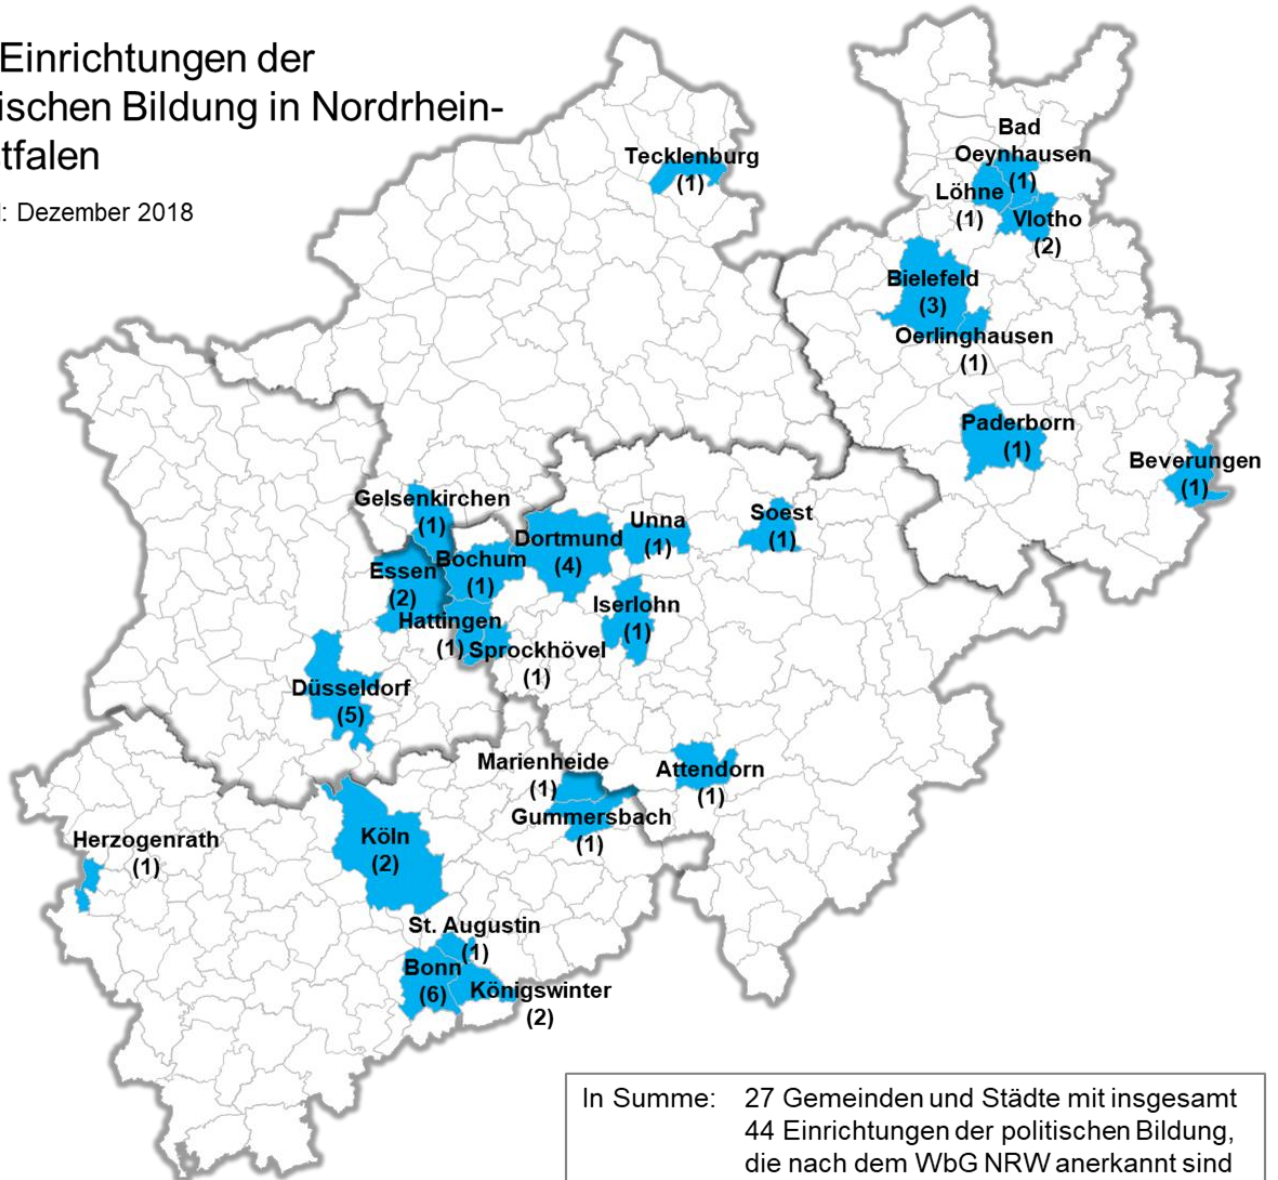 Einrichtungen der
ischen Bildung in Nordrhein-
tfalen
: Dezember 2018
Tecklenburg
(1)
Bad
Oeynhausen
(1)
Löhne
(1)
Vlotho
(2)
Bielefeld
(3)
Oerlinghausen
(1)
Paderborn
(1)
Beverungen
(1)
Gelsenkirchen
(1)
Bochum
(1)
Dortmund
(4)
Unna
(1)
Soest
(1)
Essen
(2)
Hattingen
(1)
Sprockhövel
(1)
Iserlohn
(1)
Düsseldorf
(5)
Marienheide
(1)
Gummersbach
(1)
Attendorn
(1)
Herzogenrath
(1)
Köln
(2)
St. Augustin
(1)
Bonn
(6)
Königswinter
(2)
In Summe: 27 Gemeinden und Städte mit insgesamt
44 Einrichtungen der politischen Bildung,
die nach dem WbG NRW anerkannt sind